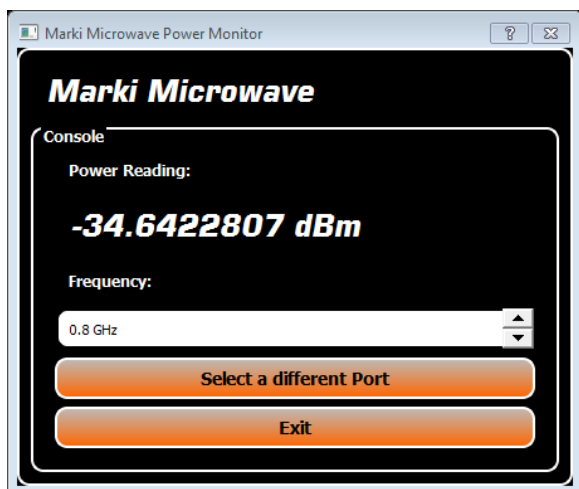 Marki Microwave Power Monitor
Marki Microwave
Console
Power Reading:
-34.6422807 dBm
Frequency:
0.8 GHz
Select a different Port
Exit